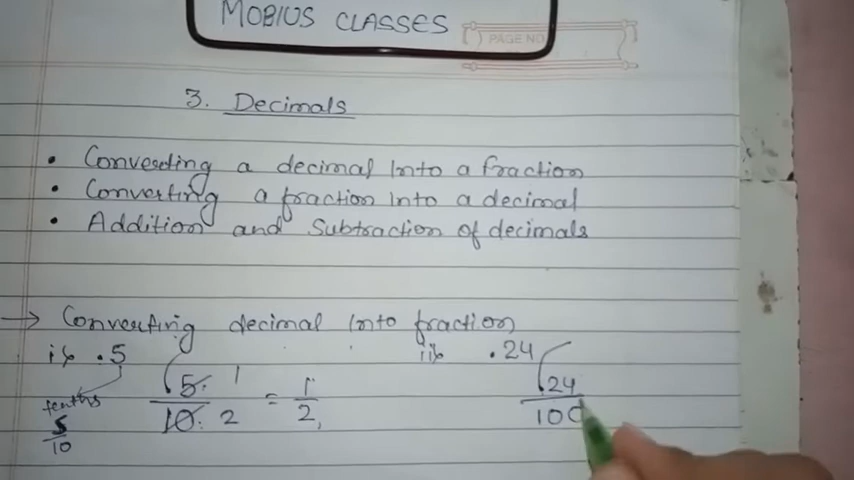 MOBIUS CLASSES
PAGE NO
3. Decimals
• Converting a decimal Into a fraction
• Converting a fraction Into a decimal
• Addition and Subtraction of decimals
→ Converting decimal Into fraction
i% .5 ii% .24
tenths
5/10
5./10. 1/2 = 1/2,
.24/100